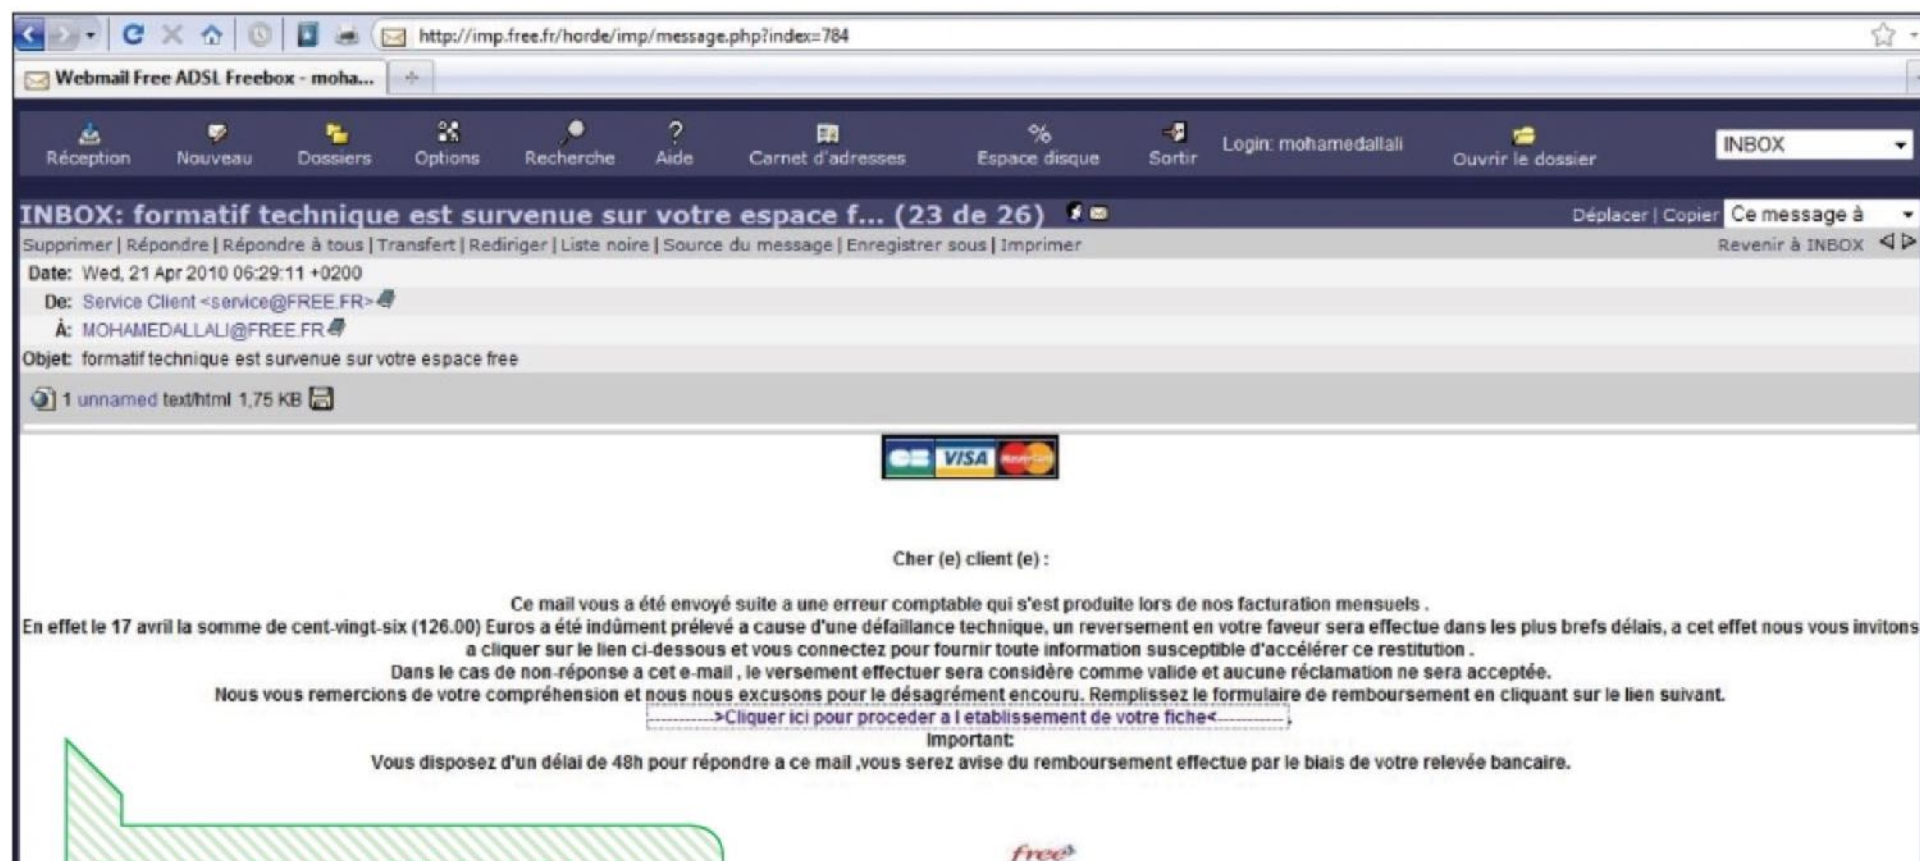 http://imp.free.fr/horde/imp/message.php?index=784
Webmail Free ADSL Freebox - moha...
Réception Nouveau Dossiers Options Recherche Aide Carnet d'adresses Espace disque Sortir Login: mohamedallali Ouvrir le dossier INBOX
INBOX: formatif technique est survenue sur votre espace f... (23 de 26) Déplacer | Copier Ce message à
Supprimer | Répondre | Répondre à tous | Transfert | Rediriger | Liste noire | Source du message | Enregistrer sous | Imprimer Revenir à INBOX
Date: Wed, 21 Apr 2010 06:29:11 +0200
De: Service Client <service@FREE.FR>
À: MOHAMEDALLALI@FREE.FR
Objet: formatif technique est survenue sur votre espace free
1 unnamed text/html 1,75 KB
CB VISA MasterCard
Cher (e) client (e) :
Ce mail vous a été envoyé suite a une erreur comptable qui s'est produite lors de nos facturation mensuels .
En effet le 17 avril la somme de cent-vingt-six (126.00) Euros a été indûment prélevé a cause d'une défaillance technique, un reversement en votre faveur sera effectue dans les plus brefs délais, a cet effet nous vous invitons
a cliquer sur le lien ci-dessous et vous connectez pour fournir toute information susceptible d'accélérer ce restitution .
Dans le cas de non-réponse a cet e-mail , le versement effectuer sera considère comme valide et aucune réclamation ne sera acceptée.
Nous vous remercions de votre compréhension et nous nous excusons pour le désagrément encouru. Remplissez le formulaire de remboursement en cliquant sur le lien suivant.
------------>Cliquer ici pour proceder a l etablissement de votre fiche<------------ .
Important:
Vous disposez d'un délai de 48h pour répondre a ce mail ,vous serez avise du remboursement effectue par le biais de votre relevée bancaire.
free